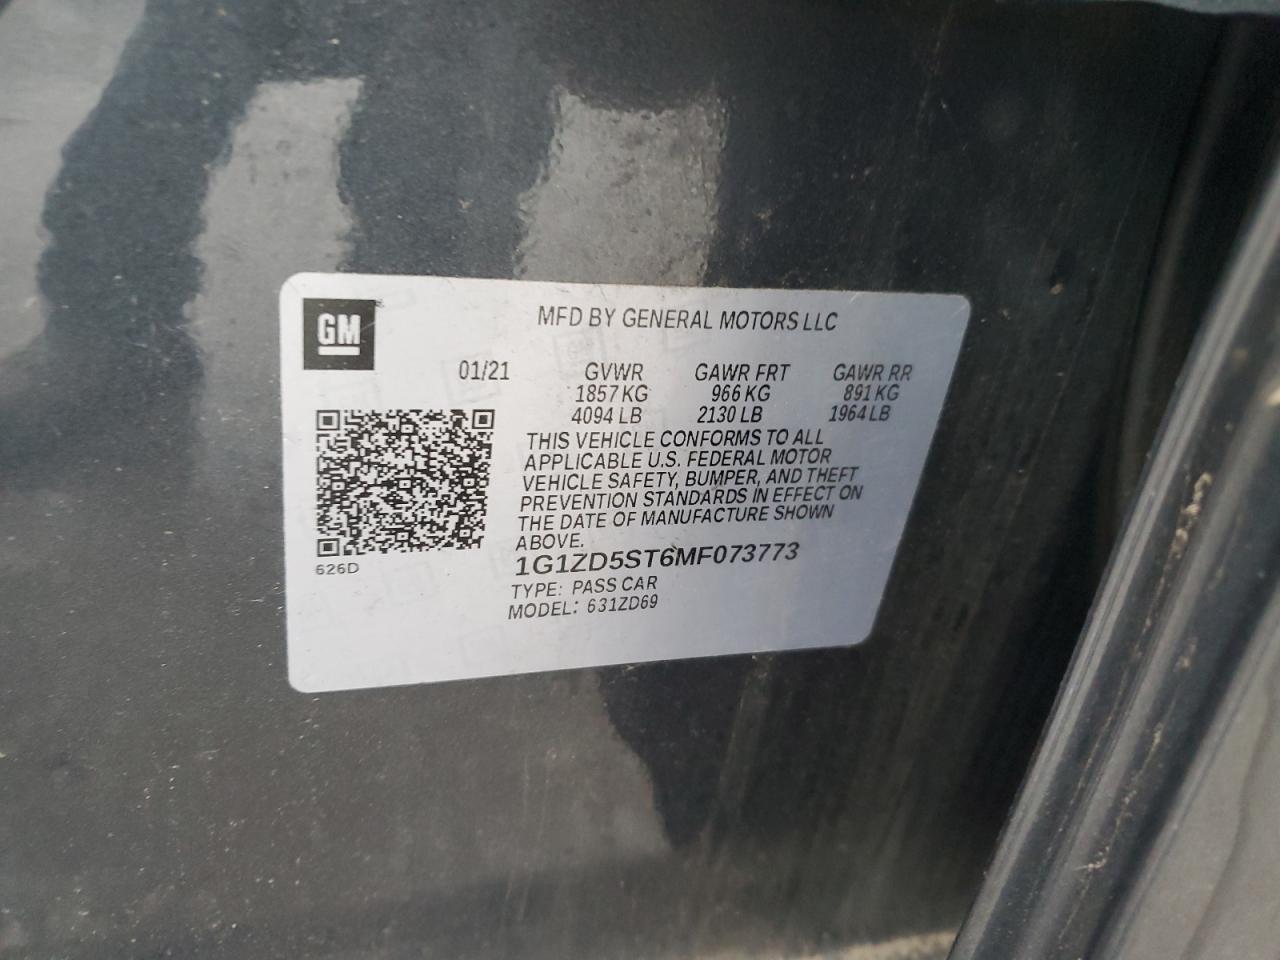 GM
MFD BY GENERAL MOTORS LLC
01/21 GVWR GAWR FRT GAWR RR
1857 KG 966 KG 891 KG
4094 LB 2130 LB 1964 LB
THIS VEHICLE CONFORMS TO ALL
APPLICABLE U.S. FEDERAL MOTOR
VEHICLE SAFETY, BUMPER, AND THEFT
PREVENTION STANDARDS IN EFFECT ON
THE DATE OF MANUFACTURE SHOWN
ABOVE.
626D
1G1ZD5ST6MF073773
TYPE: PASS CAR
MODEL: 631ZD69